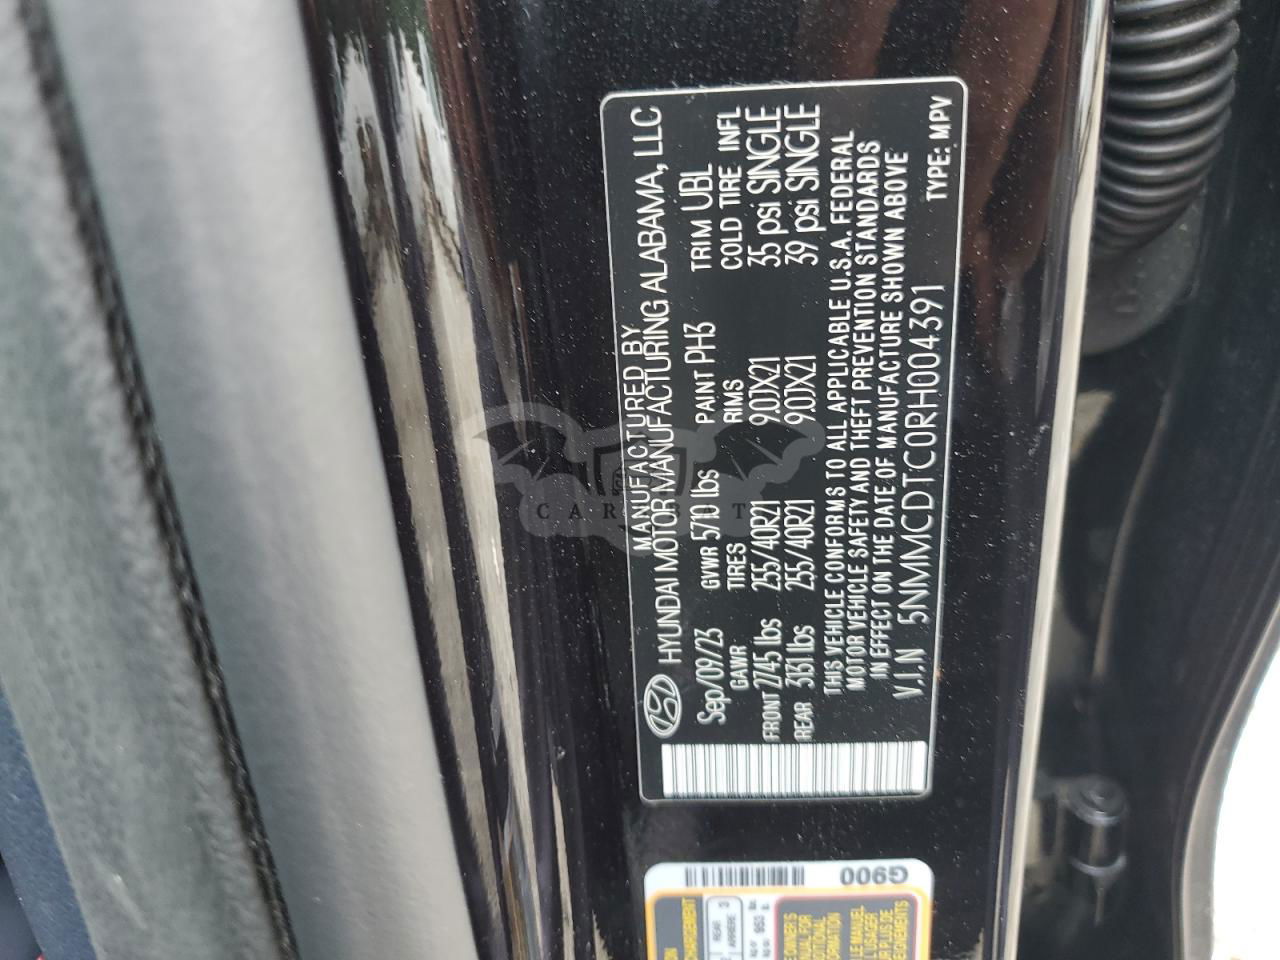 MANUFACTURED BY
HYUNDAI MOTOR MANUFACTURING ALABAMA, LLC
Sep/09/23 GVWR 5710 lbs PAINT PH3 TRIM UBL
GAWR TIRES RIMS COLD TIRE INFL
FRONT 2745 lbs 255/40R21 9.0JX21 35 psi SINGLE
REAR 3131 lbs 255/40R21 9.0JX21 39 psi SINGLE
THIS VEHICLE CONFORMS TO ALL APPLICABLE U.S.A. FEDERAL
MOTOR VEHICLE SAFETY AND THEFT PREVENTION STANDARDS
IN EFFECT ON THE DATE OF MANUFACTURE SHOWN ABOVE
V.I.N 5NMMCDTC0RH004391 TYPE: MPV
G900
REAR 3
ARRIERE